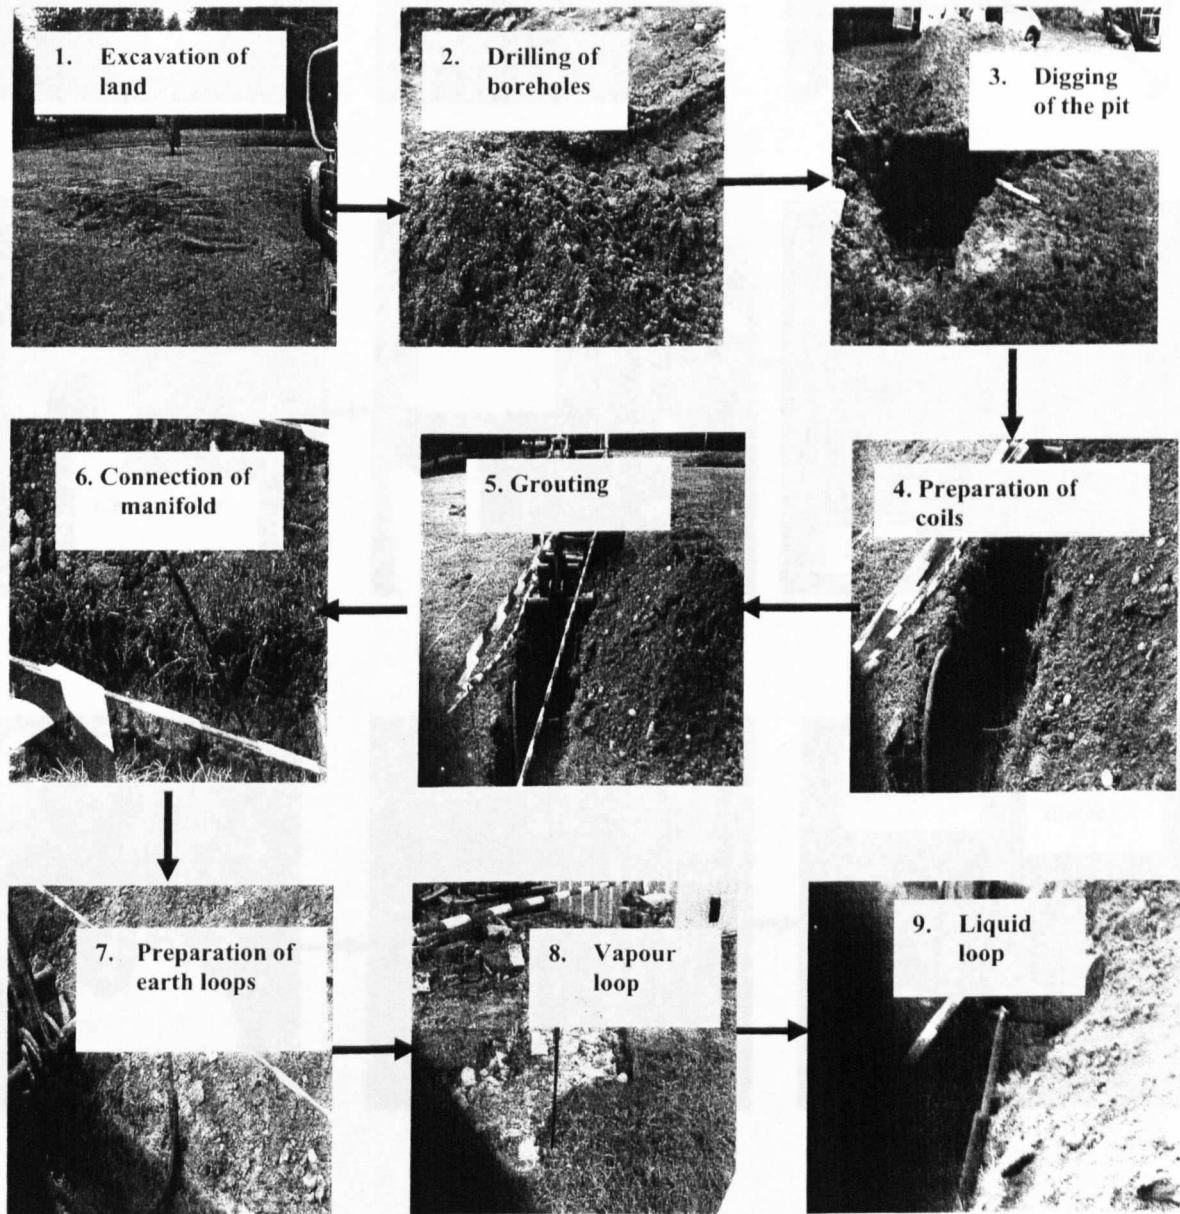 1. Excavation of
land
2. Drilling of
boreholes
3. Digging
of the pit
4. Preparation of
coils
5. Grouting
6. Connection of
manifold
7. Preparation of
earth loops
8. Vapour
loop
9. Liquid
loop